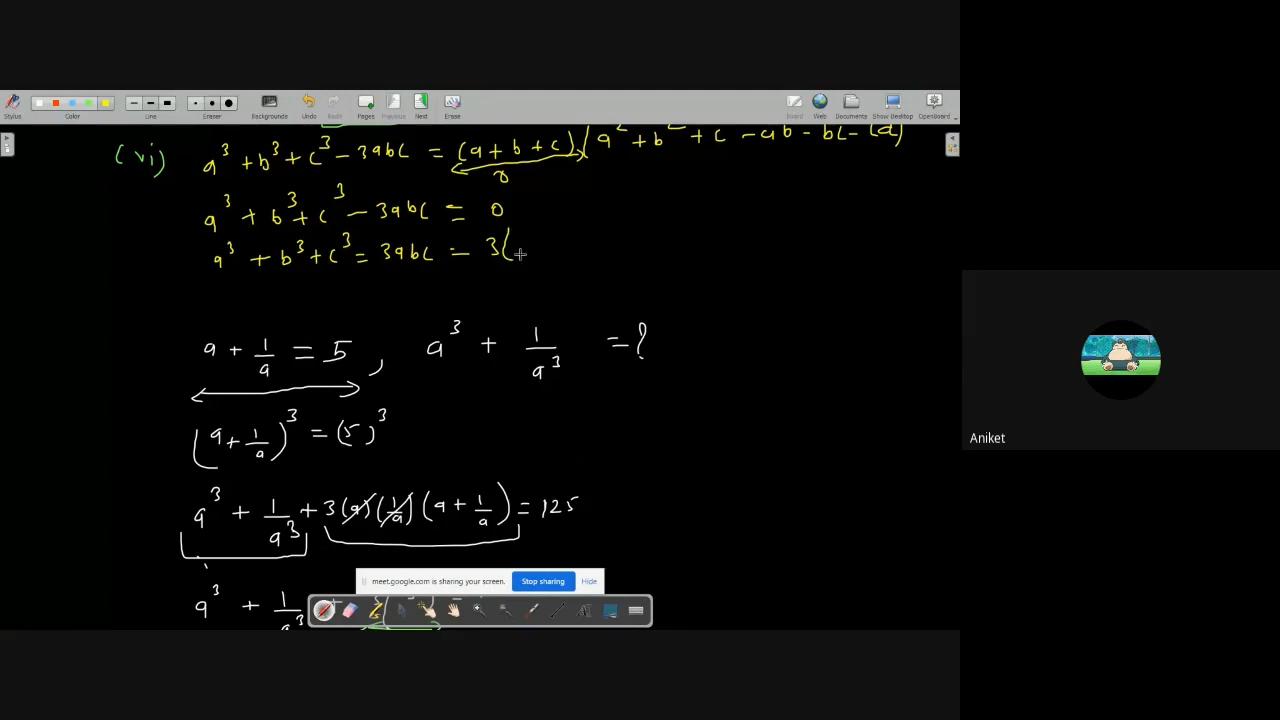 Stylus Color Line Eraser Backgrounds Undo Redo Pages Previous Next Erase Board Web Documents Show Desktop OpenBoard
(vi) a³ + b³ + c³ - 3abc = (a + b + c)(a² + b² + c - ab - bc - ca)
0
a³ + b³ + c³ - 3abc = 0
a³ + b³ + c³ = 3abc = 3(
a + 1/a = 5, a³ + 1/a³ = ?
(a + 1/a)³ = (5)³
a³ + 1/a³ + 3(a)(1/a)(a + 1/a) = 125
meet.google.com is sharing your screen. Stop sharing Hide
a³ + 1/a³
Aniket